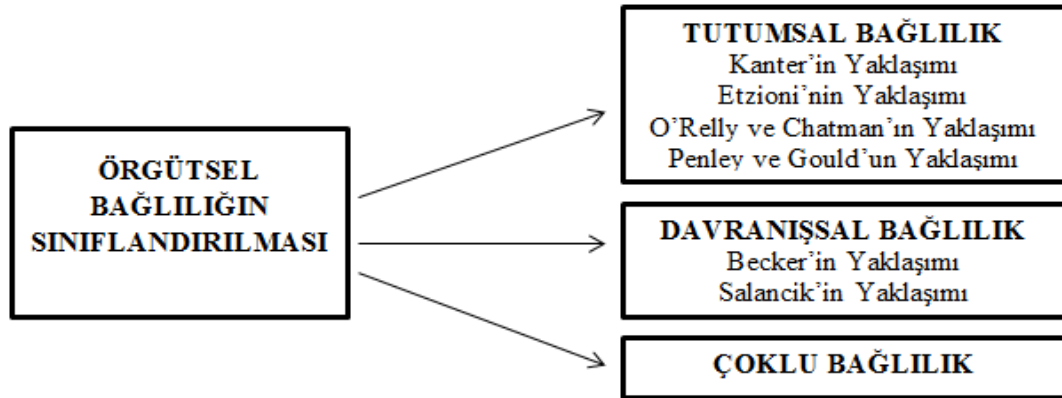 ÖRGÜTSEL
BAĞLILIĞIN
SINIFLANDIRILMASI
TUTUMSAL BAĞLILIK
Kanter’in Yaklaşımı
Etzioni’nin Yaklaşımı
O’Relly ve Chatman’ın Yaklaşımı
Penley ve Gould’un Yaklaşımı
DAVRANIŞSAL BAĞLILIK
Becker’in Yaklaşımı
Salancik’in Yaklaşımı
ÇOKLU BAĞLILIK